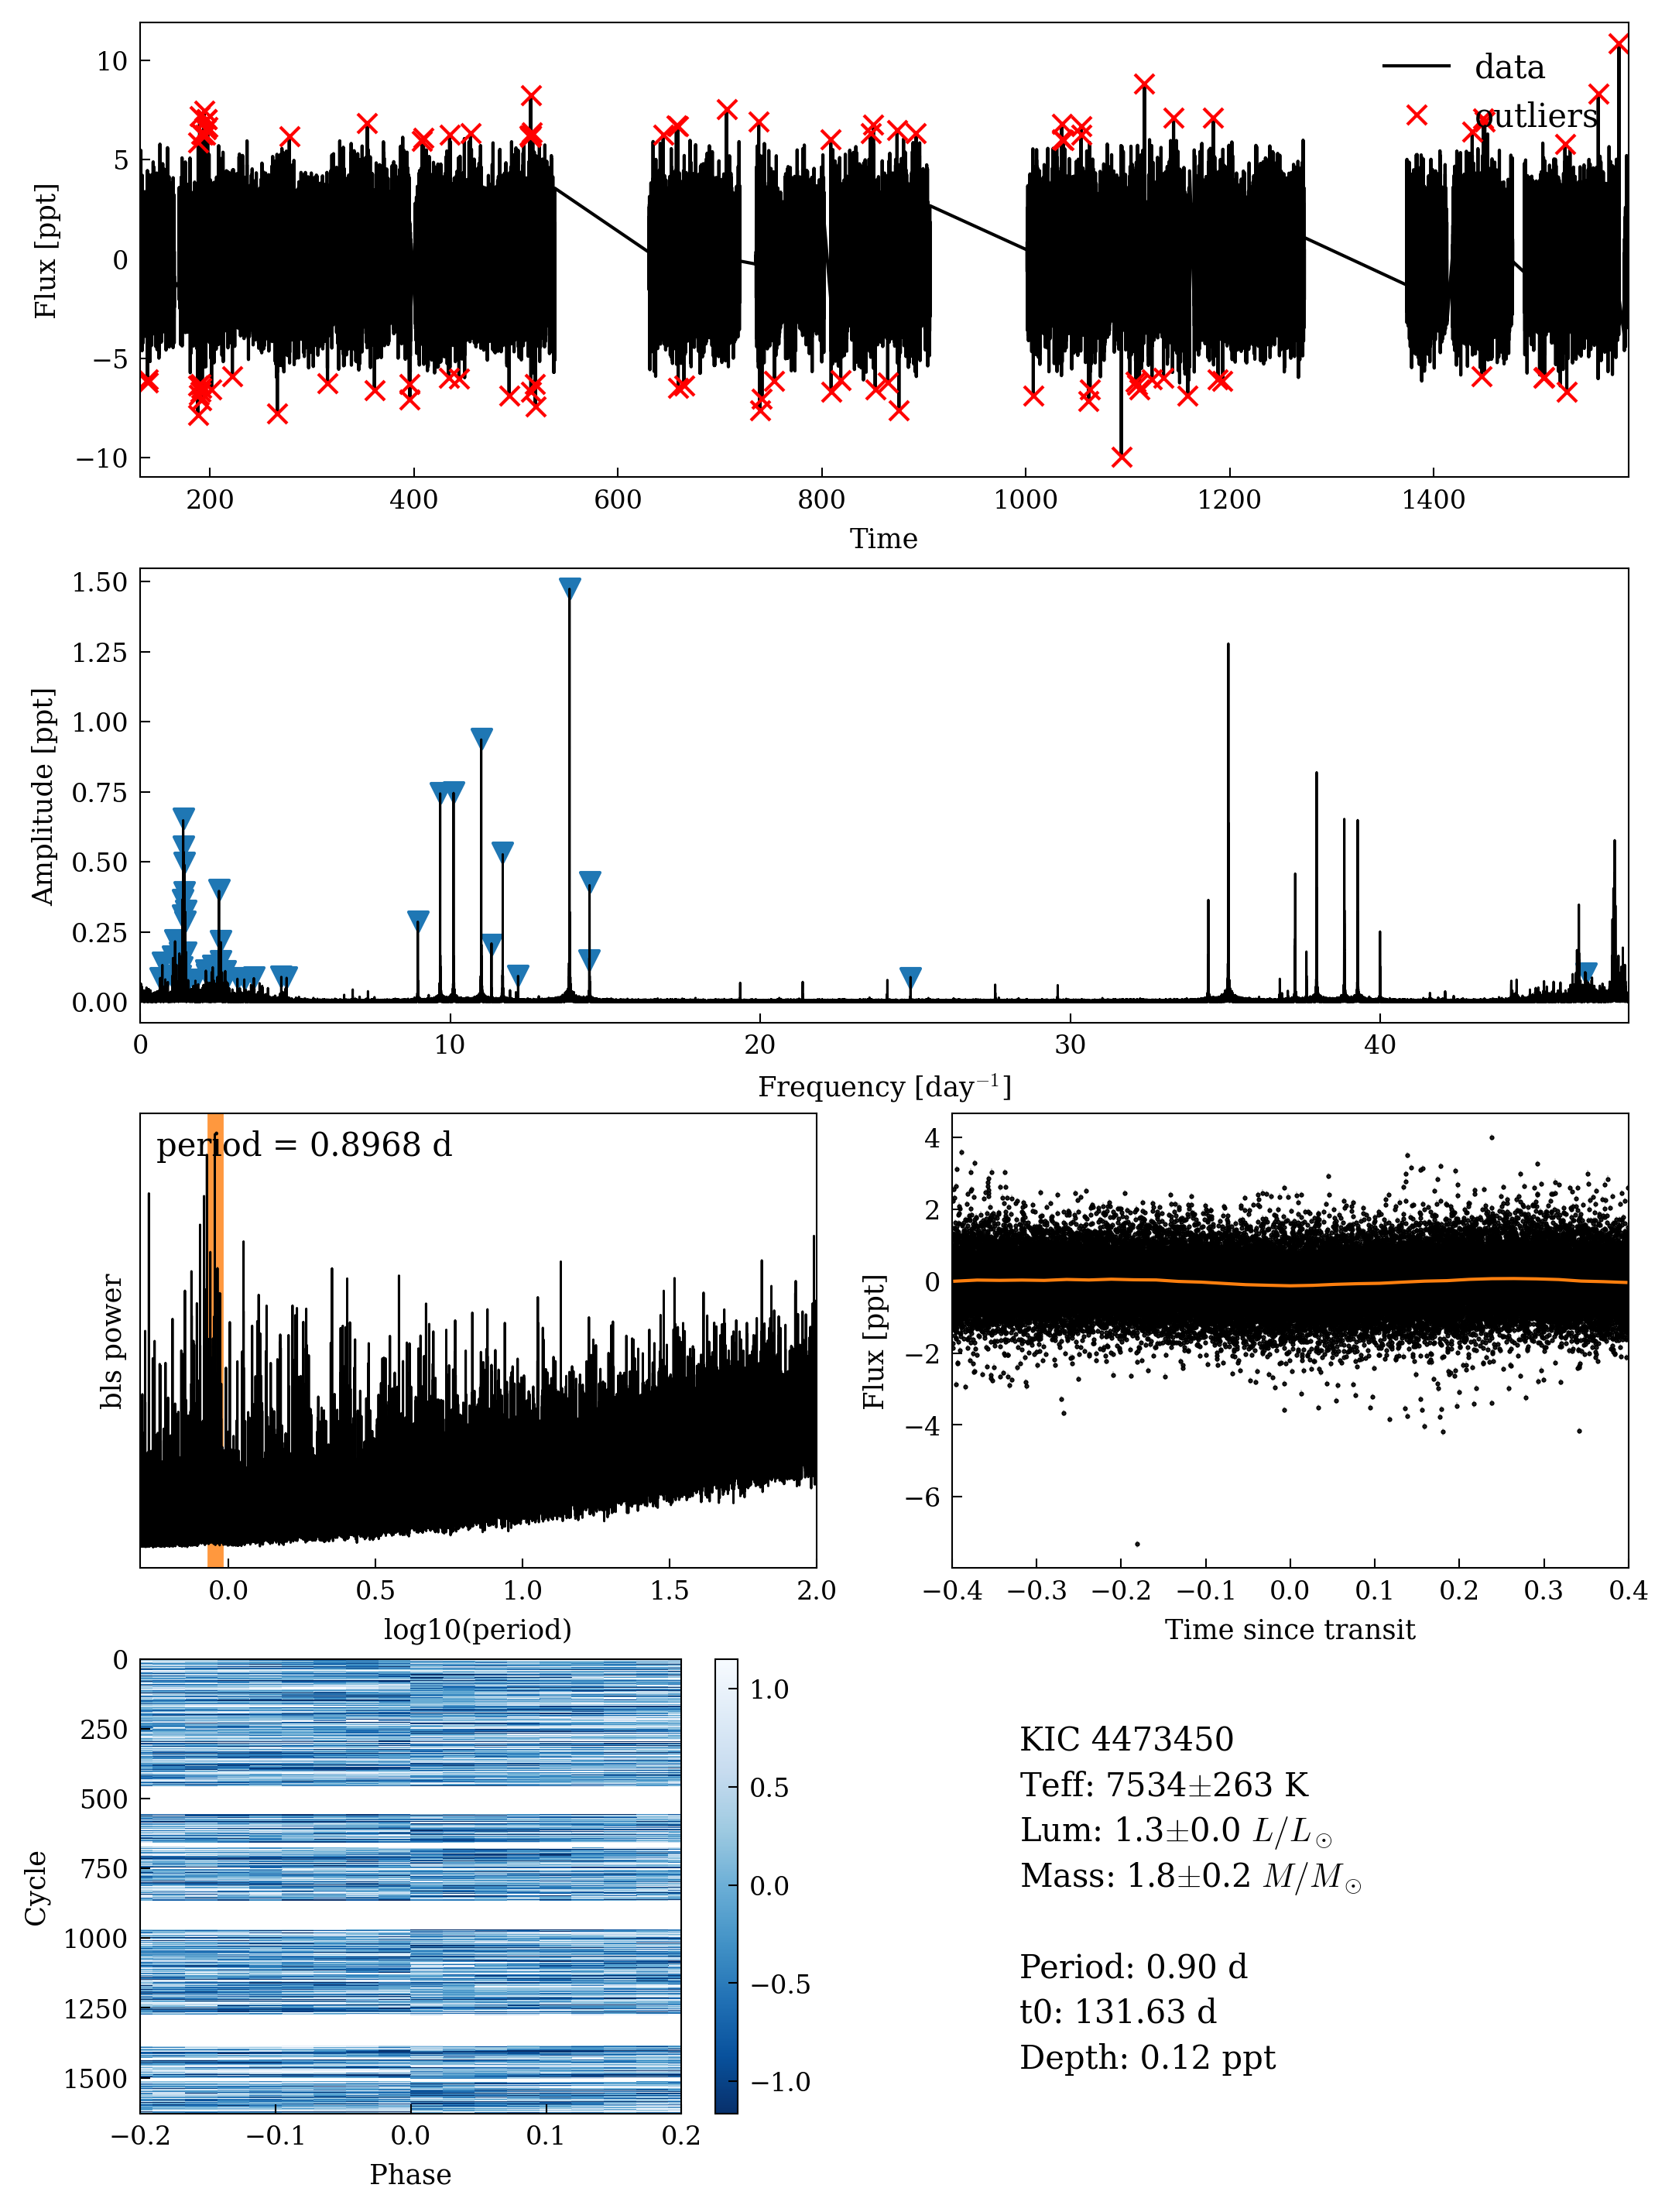 10
5
0
−5
−10
Flux [ppt]
data
outliers
200 400 600 800 1000 1200 1400
Time
1.50
1.25
1.00
0.75
0.50
0.25
0.00
Amplitude [ppt]
0 10 20 30 40
Frequency [day⁻¹]
period = 0.8968 d
bls power
0.0 0.5 1.0 1.5 2.0
log10(period)
4
2
0
−2
−4
−6
Flux [ppt]
−0.4 −0.3 −0.2 −0.1 0.0 0.1 0.2 0.3 0.4
Time since transit
0
250
500
750
1000
1250
1500
Cycle
−0.2 −0.1 0.0 0.1 0.2
Phase
1.0
0.5
0.0
−0.5
−1.0
KIC 4473450
Teff: 7534±263 K
Lum: 1.3±0.0 L/L☉
Mass: 1.8±0.2 M/M☉
Period: 0.90 d
t0: 131.63 d
Depth: 0.12 ppt